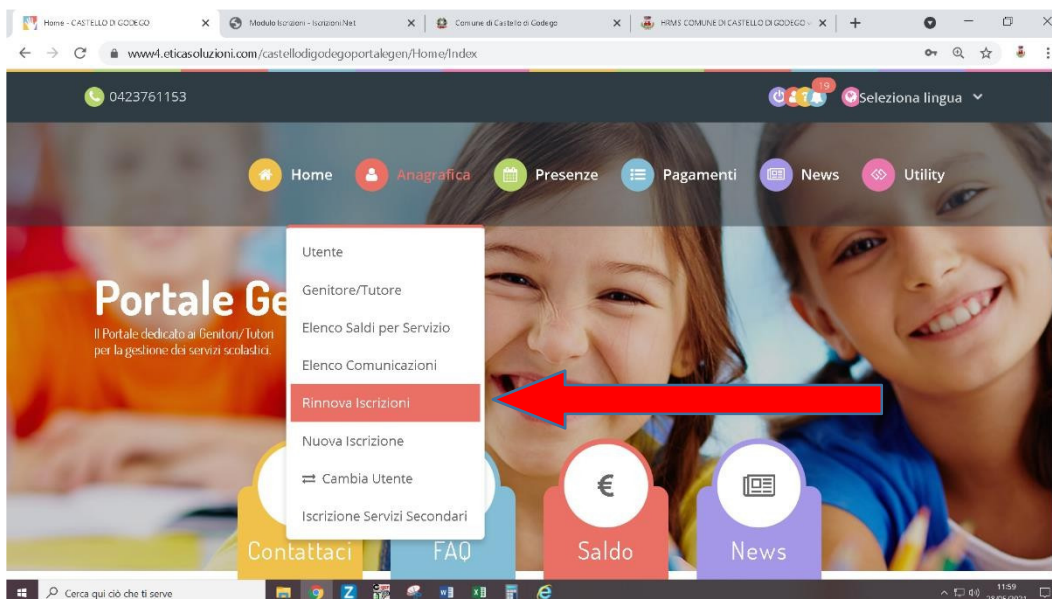 Home - CASTELLO DI GODEGO
Modulo Iscrizioni - Iscrizioni Net
Comune di Castello di Godego
HRMS COMUNE DI CASTELLO DI GODEGO
www4.eticasoluzioni.com/castellodigodegoportalegen/Home/Index
0423761153
19
Seleziona lingua
Home
Anagrafica
Presenze
Pagamenti
News
Utility
Utente
Genitore/Tutore
Elenco Saldi per Servizio
Elenco Comunicazioni
Rinnova Iscrizioni
Nuova Iscrizione
Cambia Utente
Iscrizione Servizi Secondari
Portale Ge
Il Portale dedicato ai Genitori/Tutori
per la gestione dei servizi scolastici.
€
Contattaci
FAQ
Saldo
News
Cerca qui ciò che ti serve
11:59
28/05/2021